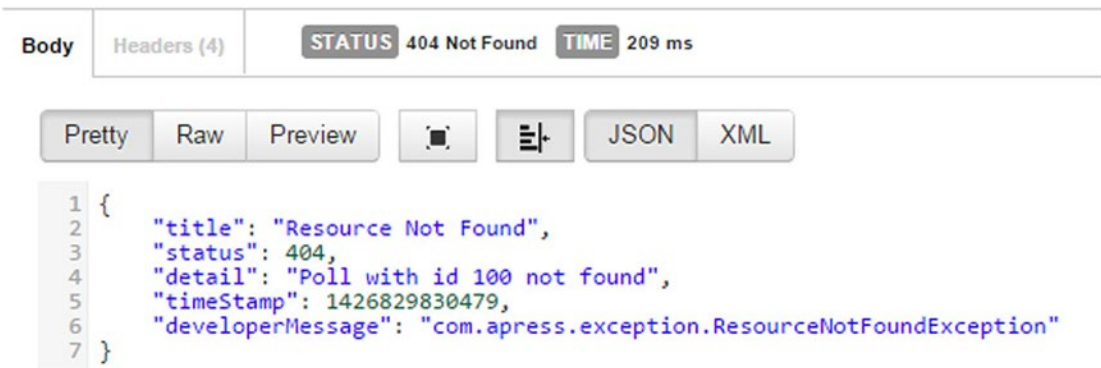 Body Headers (4) STATUS 404 Not Found TIME 209 ms
Pretty Raw Preview JSON XML
1 {
2 "title": "Resource Not Found",
3 "status": 404,
4 "detail": "Poll with id 100 not found",
5 "timeStamp": 1426829830479,
6 "developerMessage": "com.apress.exception.ResourceNotFoundException"
7 }